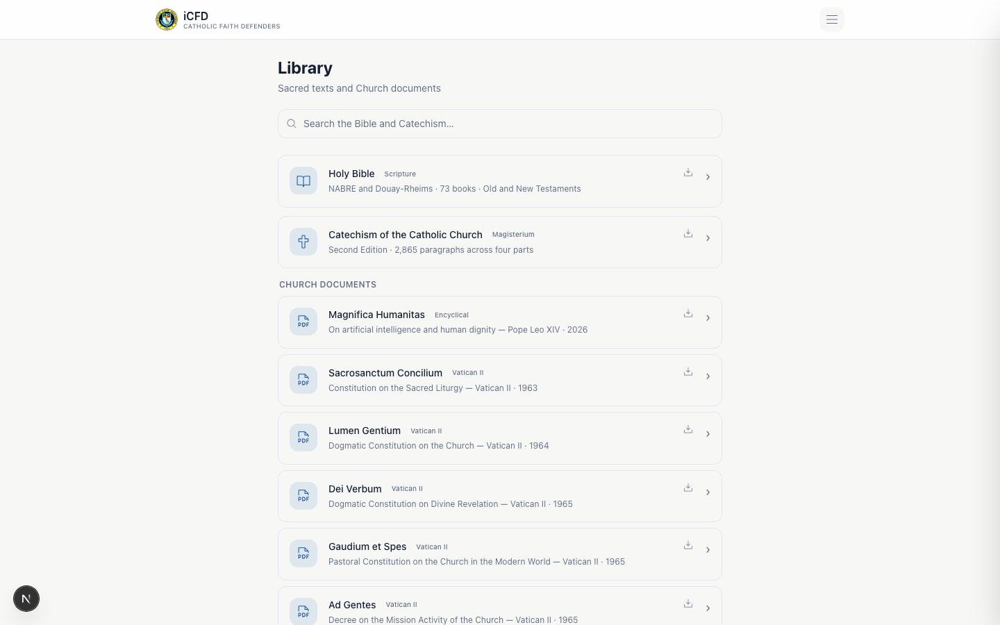 iCFD
CATHOLIC FAITH DEFENDERS
Library
Sacred texts and Church documents
Search the Bible and Catechism...
Holy Bible Scripture
NABRE and Douay-Rheims · 73 books · Old and New Testaments
Catechism of the Catholic Church Magisterium
Second Edition · 2,865 paragraphs across four parts
CHURCH DOCUMENTS
PDF
Magnifica Humanitas Encyclical
On artificial intelligence and human dignity — Pope Leo XIV · 2026
PDF
Sacrosanctum Concilium Vatican II
Constitution on the Sacred Liturgy — Vatican II · 1963
PDF
Lumen Gentium Vatican II
Dogmatic Constitution on the Church — Vatican II · 1964
PDF
Dei Verbum Vatican II
Dogmatic Constitution on Divine Revelation — Vatican II · 1965
PDF
Gaudium et Spes Vatican II
Pastoral Constitution on the Church in the Modern World — Vatican II · 1965
PDF
Ad Gentes Vatican II
Decree on the Mission Activity of the Church — Vatican II · 1965
N